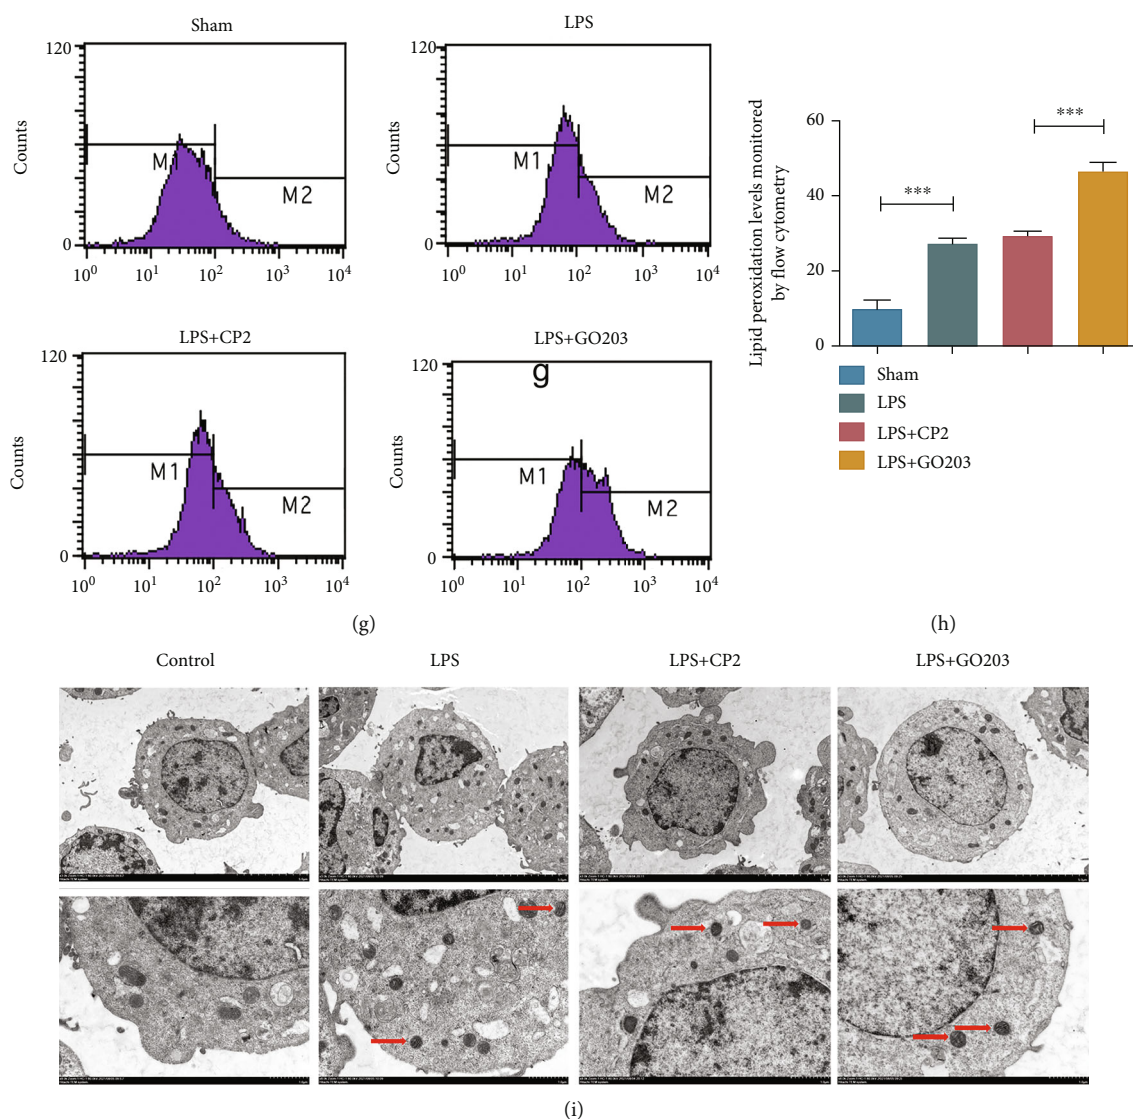 Sham
LPS
120
Counts
M1
M2
0
10⁰ 10¹ 10² 10³ 10⁴
120
Counts
M1
M2
0
10⁰ 10¹ 10² 10³ 10⁴
LPS+CP2
LPS+GO203
120
Counts
M1
M2
0
10⁰ 10¹ 10² 10³ 10⁴
120
g
Counts
M1
M2
0
10⁰ 10¹ 10² 10³ 10⁴
(g)
Lipid peroxidation levels monitored
by flow cytometry
60
40
20
0
***
***
Sham
LPS
LPS+CP2
LPS+GO203
(h)
Control
LPS
LPS+CP2
LPS+GO203
(i)